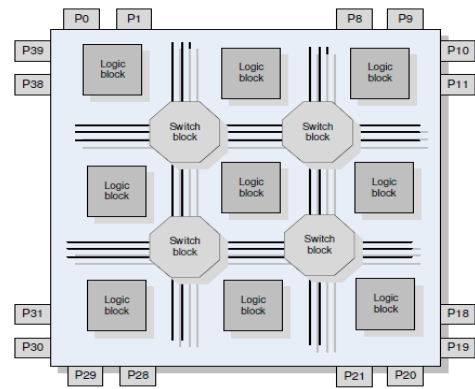 P0
P1
P8
P9
P39
P10
Logic
block
Logic
block
Logic
block
P38
P11
Switch
block
Switch
block
Logic
block
Logic
block
Logic
block
Switch
block
Switch
block
Logic
block
Logic
block
Logic
block
P31
P18
P30
P19
P29
P28
P21
P20